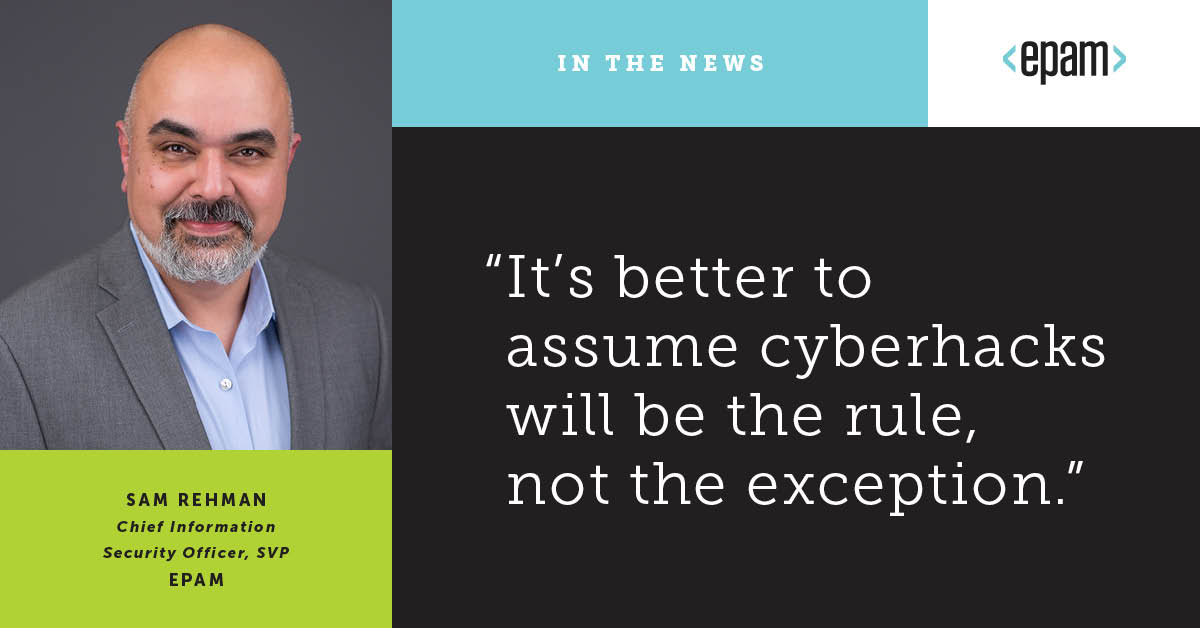 IN THE NEWS
<epam>
“It’s better to
assume cyberhacks
will be the rule,
not the exception.”
SAM REHMAN
Chief Information
Security Officer, SVP
EPAM